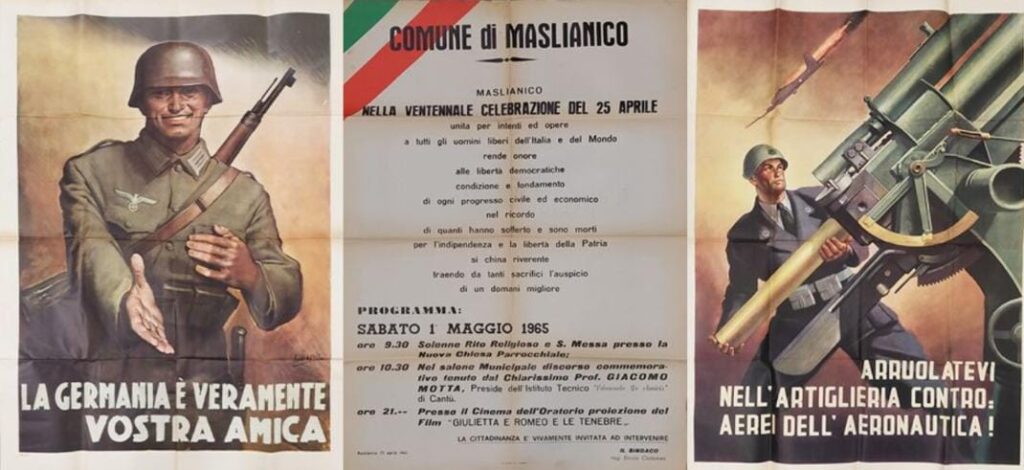 LA GERMANIA È VERAMENTE
VOSTRA AMICA
COMUNE di MASLIANICO
MASLIANICO
NELLA VENTENNALE CELEBRAZIONE DEL 25 APRILE
unita per intenti ed opere
a tutti gli uomini liberi dell'Italia e del Mondo
rende onore
alle libertà democratiche
condizione e fondamento
di ogni progresso civile ed economico
nel ricordo
di quanti hanno sofferto e sono morti
per l'indipendenza e la libertà della Patria
si china riverente
traendo da tanti sacrifici l'auspicio
di un domani migliore
PROGRAMMA:
SABATO 1° MAGGIO 1965
ore 9.30 Solenne Rito Religioso e S. Messa presso la
Nuova Chiesa Parrocchiale;
ore 10.30 Nel salone Municipale discorso commemora-
tivo tenuto dal Chiarissimo Prof. GIACOMO
MOTTA, Preside dell'Istituto Tecnico
di Cantù.
ore 21.-- Presso il Cinema dell'Oratorio proiezione del
Film "GIULIETTA E ROMEO E LE TENEBRE„
LA CITTADINANZA E' VIVAMENTE INVITATA AD INTERVENIRE
IL SINDACO
ARRUOLATEVI
NELL'ARTIGLIERIA CONTRO=
AEREI DELL'AERONAUTICA!